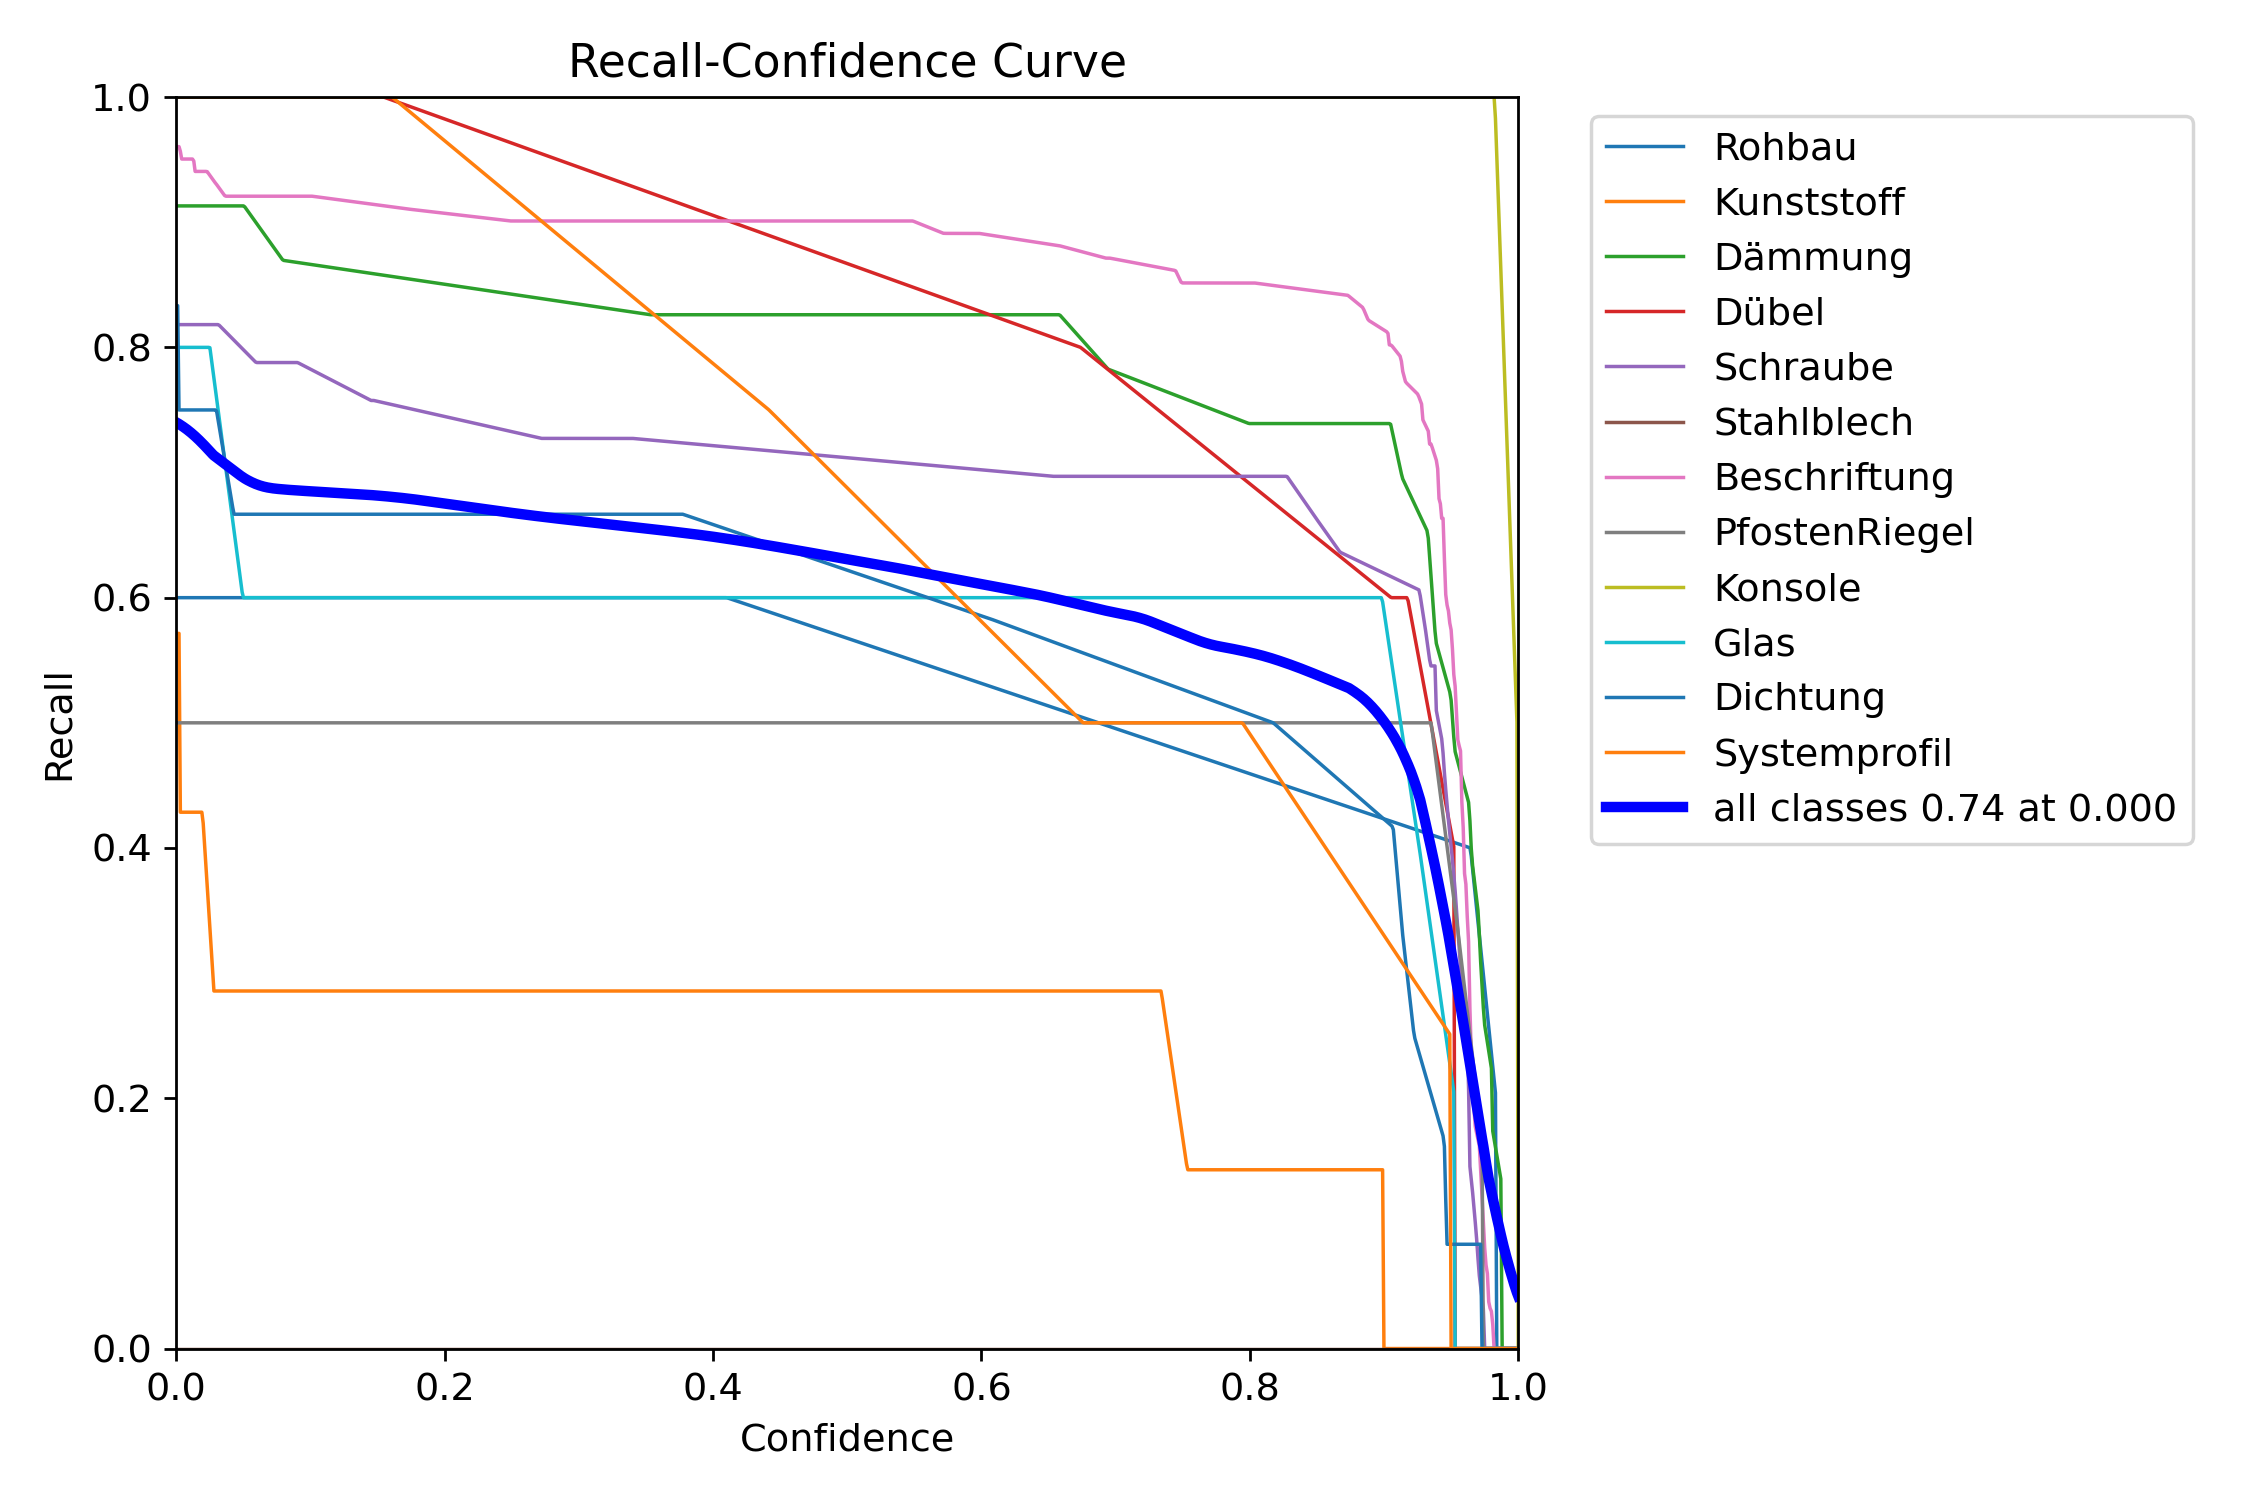 Recall-Confidence Curve
1.0
0.8
0.6
0.4
0.2
0.0
Recall
0.0 0.2 0.4 0.6 0.8 1.0
Confidence
Rohbau
Kunststoff
Dämmung
Dübel
Schraube
Stahlblech
Beschriftung
PfostenRiegel
Konsole
Glas
Dichtung
Systemprofil
all classes 0.74 at 0.000